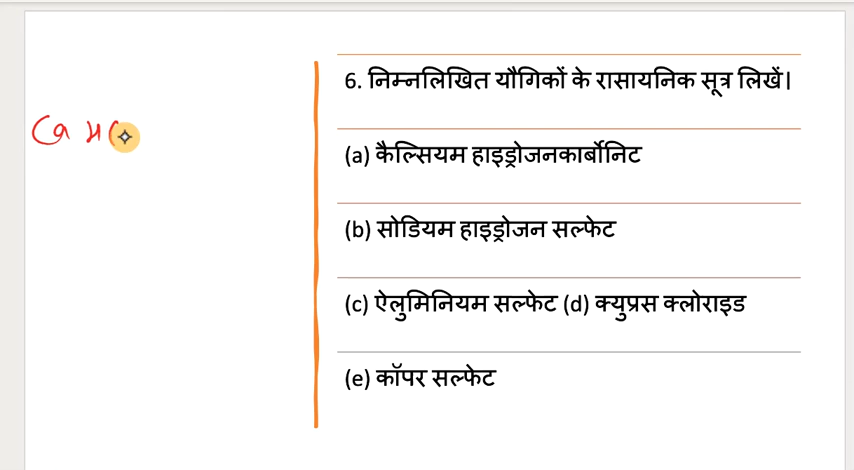 6. निम्नलिखित यौगिकों के रासायनिक सूत्र लिखें।
Ca H
(a) कैल्सियम हाइड्रोजनकार्बोनिट
(b) सोडियम हाइड्रोजन सल्फेट
(c) ऐलुमिनियम सल्फेट (d) क्युप्रस क्लोराइड
(e) कॉपर सल्फेट